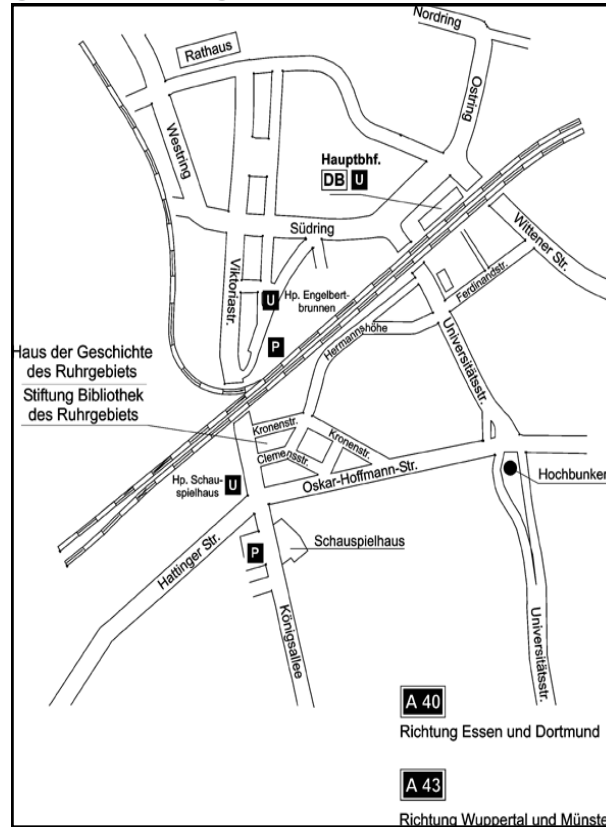 Nordring
Rathaus
Ostring
Westring
Hauptbhf.
DB U
Südring
Wittener Str.
Viktoriastr.
U Hp. Engelbert-
brunnen
Ferdinandstr.
P
Hermannshöhe
Universitätsstr.
Haus der Geschichte
des Ruhrgebiets
Stiftung Bibliothek
des Ruhrgebiets
Kronenstr.
Kronenstr.
Clemensstr.
Hp. Schau-
spielhaus
U
Oskar-Hoffmann-Str.
Hochbunker
Hattinger Str.
P
Schauspielhaus
Königsallee
Universitätsstr.
A 40
Richtung Essen und Dortmund
A 43
Richtung Wuppertal und Münste